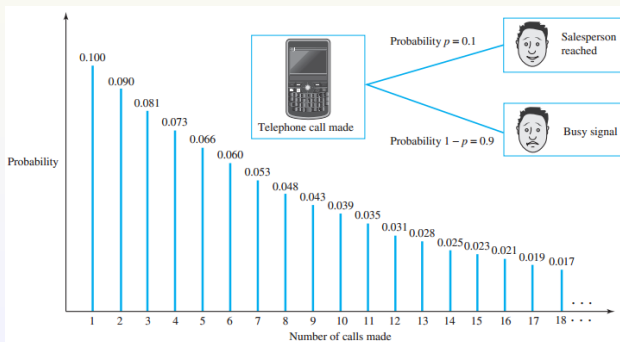 Probability p = 0.1
Salesperson
reached
Telephone call made
Probability 1 – p = 0.9
Busy signal
Probability
0.100
0.090
0.081
0.073
0.066
0.060
0.053
0.048
0.043
0.039
0.035
0.031
0.028
0.025
0.023
0.021
0.019
0.017
. . .
1 2 3 4 5 6 7 8 9 10 11 12 13 14 15 16 17 18 . . .
Number of calls made